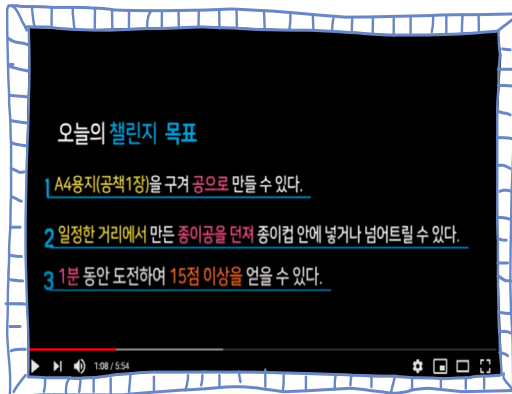 오늘의 챌린지 목표
1 A4용지(공책1장)을 구겨 공으로 만들 수 있다.
2 일정한 거리에서 만든 종이공을 던져 종이컵 안에 넣거나 넘어트릴 수 있다.
3 1분 동안 도전하여 15점 이상을 얻을 수 있다.
1:08 / 5:54